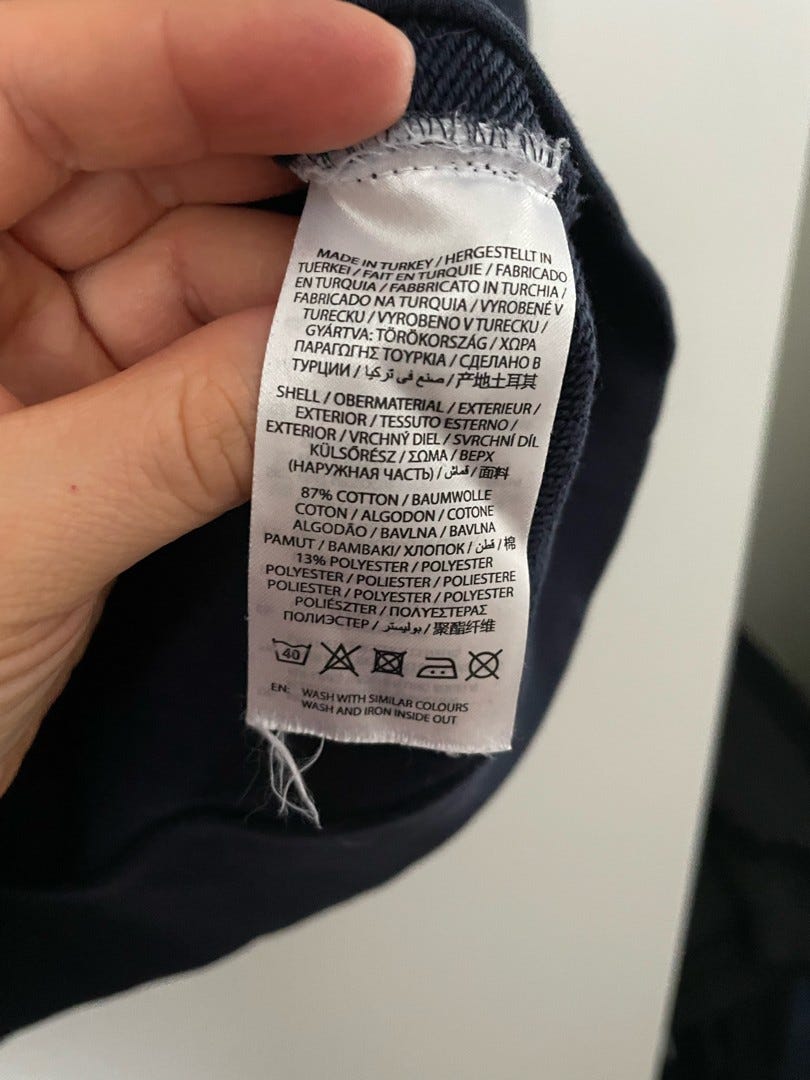 MADE IN TURKEY / HERGESTELLT IN
TUERKEI / FAIT EN TURQUIE / FABRICADO
EN TURQUIA / FABBRICATO IN TURCHIA /
FABRICADO NA TURQUIA / VYROBENÉ V
TURECKU / VYROBENO V TURECKU /
GYÁRTVA: TÖRÖKORSZÁG / ΧΩΡΑ
ΠΑΡΑΓΩΓΗΣ ΤΟΥΡΚΙΑ / СДЕЛАНО В
ТУРЦИИ / صنع في تركيا / 产地土耳其
SHELL / OBERMATERIAL / EXTERIEUR /
EXTERIOR / TESSUTO ESTERNO /
EXTERIOR / VRCHNÝ DIEL / SVRCHNÍ DÍL
KÜLSŐRÉSZ / ΣΩΜΑ / ВЕРХ
(НАРУЖНАЯ ЧАСТЬ) / قماش / 面料
87% COTTON / BAUMWOLLE
COTON / ALGODON / COTONE
ALGODÃO / BAVLNA / BAVLNA
PAMUT / BAMBAKI / ХЛОПОК / قطن / 棉
13% POLYESTER / POLYESTER
POLYESTER / POLIESTER / POLIESTERE
POLIESTER / POLYESTER / POLYESTER
POLIÉSZTER / ΠΟΛΥΕΣΤΕΡΑΣ
ПОЛИЭСТЕР / بوليستر / 聚酯纤维
40
EN: WASH WITH SIMILAR COLOURS
WASH AND IRON INSIDE OUT